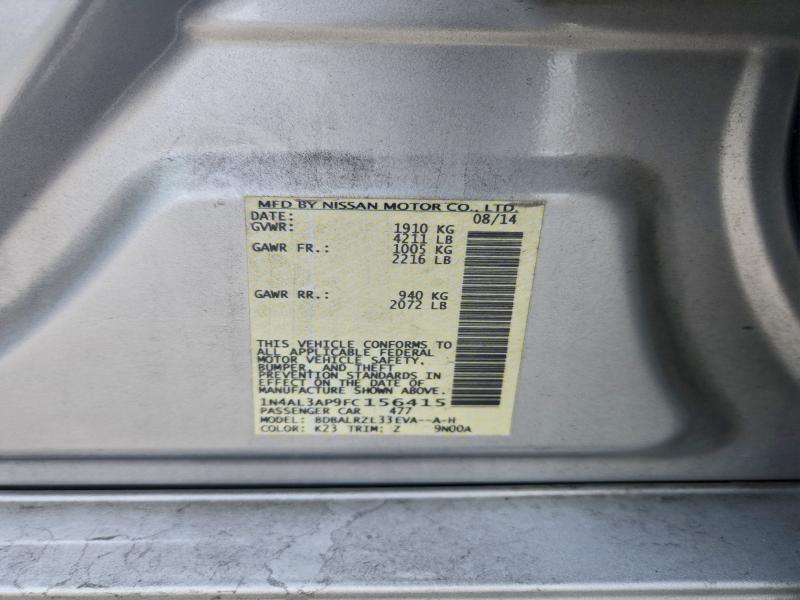 MFD BY NISSAN MOTOR CO., LTD.
DATE: 08/14
GVWR: 1910 KG
4211 LB
GAWR FR.: 1005 KG
2216 LB
GAWR RR.: 940 KG
2072 LB
THIS VEHICLE CONFORMS TO
ALL APPLICABLE FEDERAL
MOTOR VEHICLE SAFETY,
BUMPER, AND THEFT
PREVENTION STANDARDS IN
EFFECT ON THE DATE OF
MANUFACTURE SHOWN ABOVE.
1N4AL3AP9FC156415
PASSENGER CAR 477
MODEL: BDBALRZL33EVA--A-H
COLOR: K23 TRIM: Z 9N00A